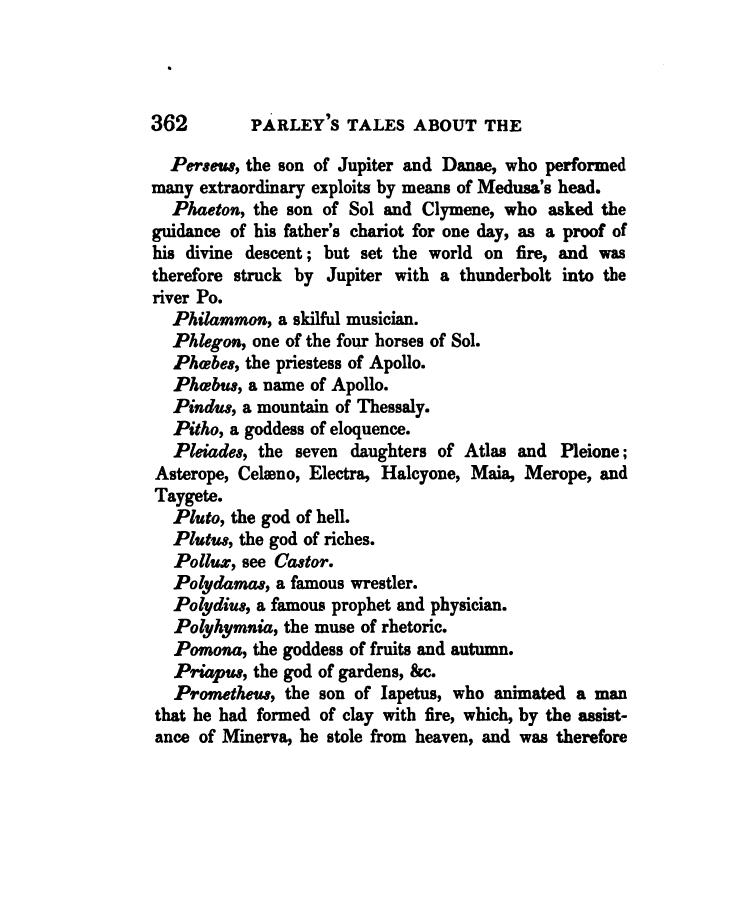 362 PARLEY'S TALES ABOUT THE
Perseus, the son of Jupiter and Danae, who performed
many extraordinary exploits by means of Medusa's head.
Phaeton, the son of Sol and Clymene, who asked the
guidance of his father's chariot for one day, as a proof of
his divine descent; but set the world on fire, and was
therefore struck by Jupiter with a thunderbolt into the
river Po.
Philammon, a skilful musician.
Phlegon, one of the four horses of Sol.
Phœbes, the priestess of Apollo.
Phœbus, a name of Apollo.
Pindus, a mountain of Thessaly.
Pitho, a goddess of eloquence.
Pleiades, the seven daughters of Atlas and Pleione;
Asterope, Celæno, Electra, Halcyone, Maia, Merope, and
Taygete.
Pluto, the god of hell.
Plutus, the god of riches.
Pollux, see Castor.
Polydamas, a famous wrestler.
Polydius, a famous prophet and physician.
Polyhymnia, the muse of rhetoric.
Pomona, the goddess of fruits and autumn.
Priapus, the god of gardens, &c.
Prometheus, the son of Iapetus, who animated a man
that he had formed of clay with fire, which, by the assist-
ance of Minerva, he stole from heaven, and was therefore